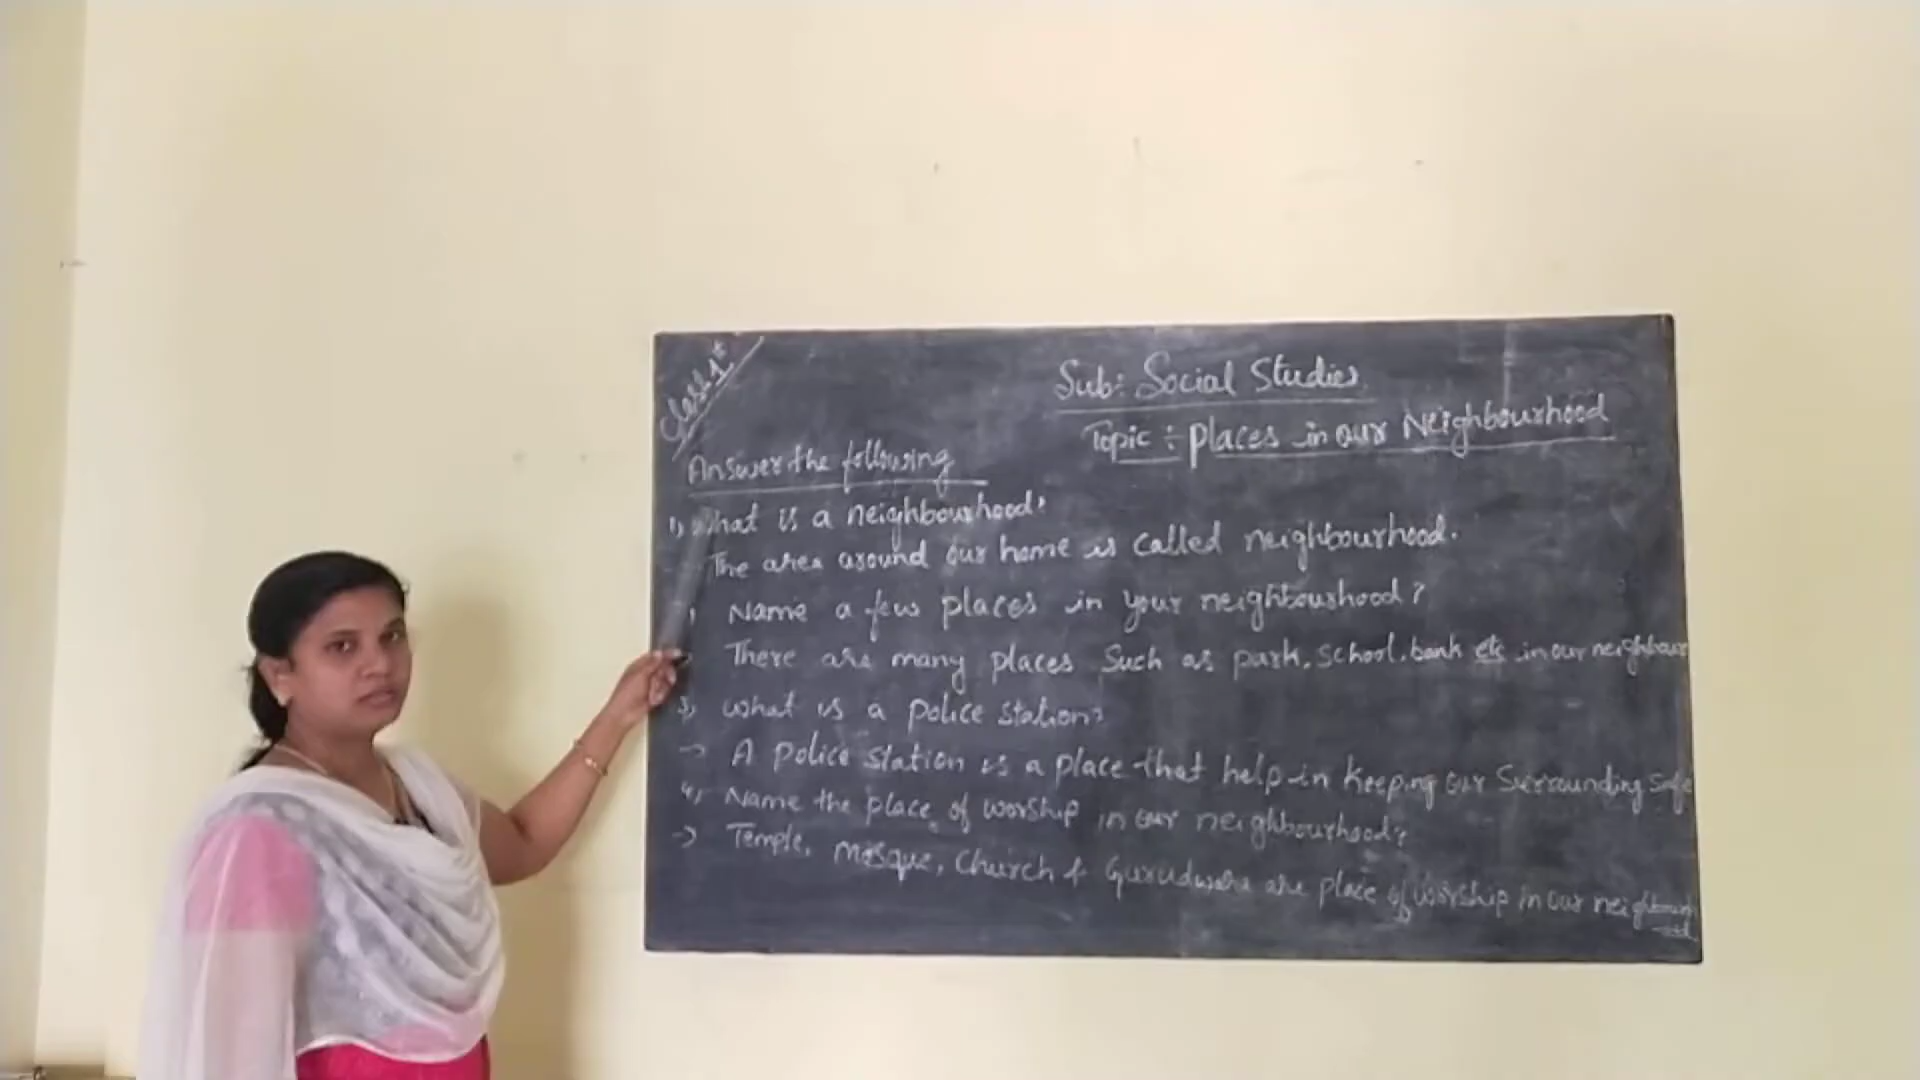 Class-1st
Sub: Social Studies
Topic : Places in our Neighbourhood
Answer the following
1) What is a neighbourhood?
The area around our home is called neighbourhood.
Name a few places in your neighbourhood?
There are many places Such as park, School, bank etc in our neighbour
3) What is a police station?
→ A Police station is a place that help in keeping our Surrounding Safe
4) Name the place of worship in our neighbourhood?
→ Temple, Mosque, Church & Gurudwara are place of worship in our neighbourhood